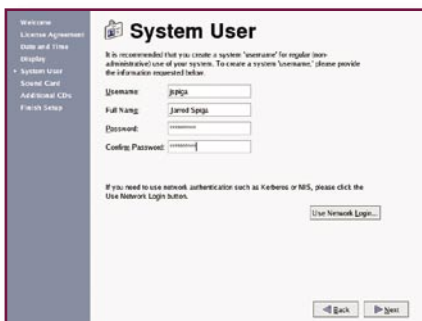 Welcome
License Agreement
Date and Time
Display
System User
Sound Card
Additional CDs
Finish Setup
System User
It is recommended that you create a system 'username' for regular (non-
administrative) use of your system. To create a system 'username,' please provide
the information requested below.
Username: jspiga
Full Name: Jarred Spiga
Password: **********
Confirm Password: **********
If you need to use network authentication such as Kerberos or NIS, please click the
Use Network Login button.
Use Network Login...
Back Next